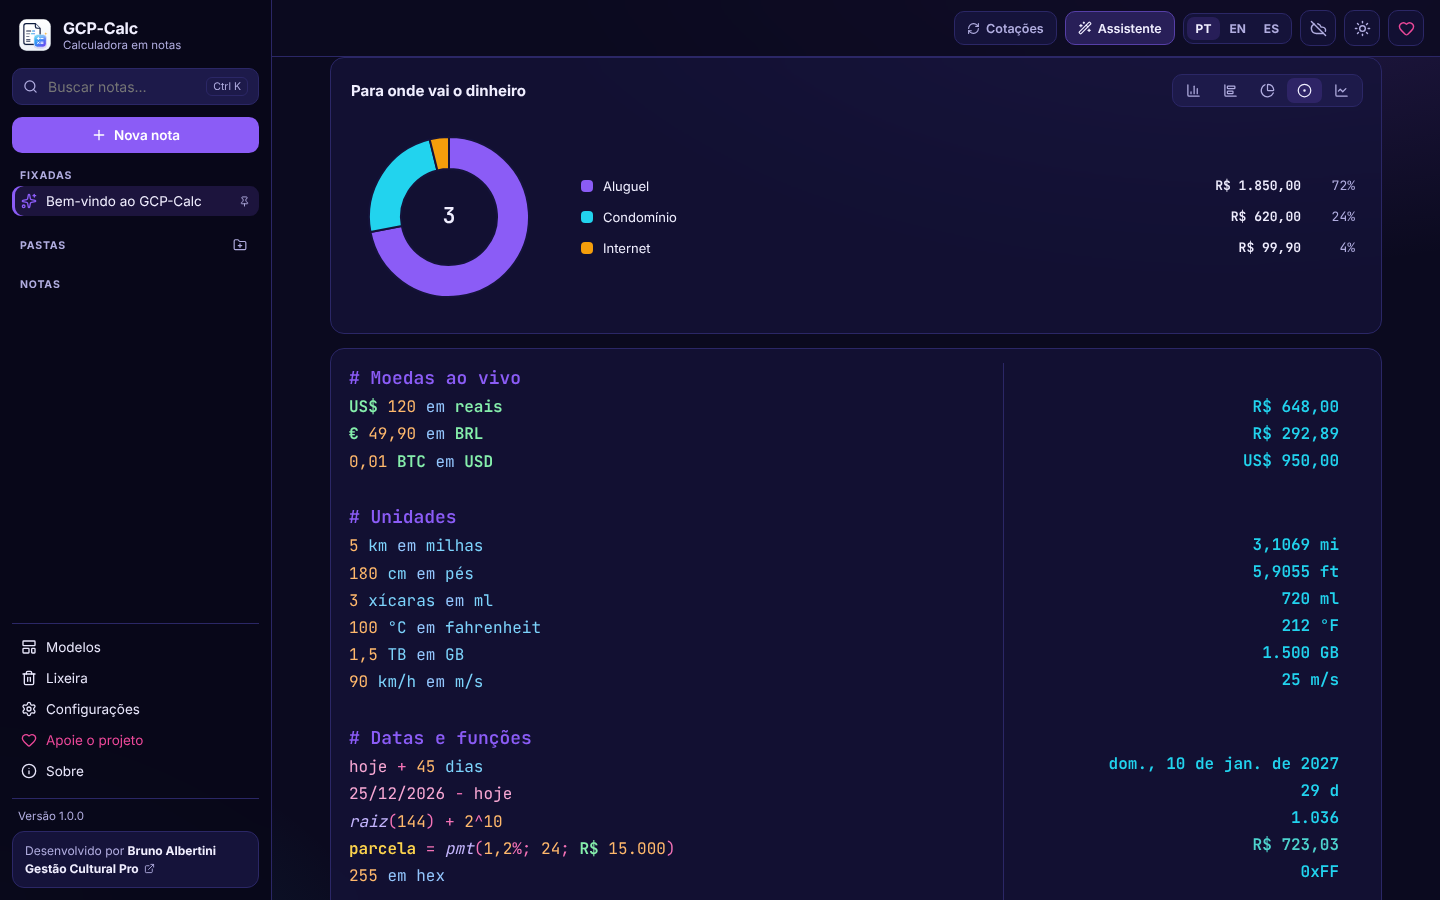 GCP-Calc
Calculadora em notas
Buscar notas... Ctrl K
Nova nota
FIXADAS
Bem-vindo ao GCP-Calc
PASTAS
NOTAS
Modelos
Lixeira
Configurações
Apoie o projeto
Sobre
Versão 1.0.0
Desenvolvido por Bruno Albertini
Gestão Cultural Pro
Cotações Assistente PT EN ES
Para onde vai o dinheiro
3
Aluguel R$ 1.850,00 72%
Condomínio R$ 620,00 24%
Internet R$ 99,90 4%
# Moedas ao vivo
US$ 120 em reais R$ 648,00
€ 49,90 em BRL R$ 292,89
0,01 BTC em USD US$ 950,00
# Unidades
5 km em milhas 3,1069 mi
180 cm em pés 5,9055 ft
3 xícaras em ml 720 ml
100 °C em fahrenheit 212 °F
1,5 TB em GB 1.500 GB
90 km/h em m/s 25 m/s
# Datas e funções
hoje + 45 dias dom., 10 de jan. de 2027
25/12/2026 - hoje 29 d
raiz(144) + 2^10 1.036
parcela = pmt(1,2%; 24; R$ 15.000) R$ 723,03
255 em hex 0xFF